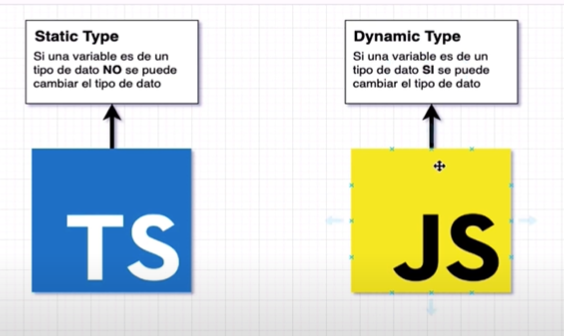 Static Type
Si una variable es de un
tipo de dato NO se puede
cambiar el tipo de dato
Dynamic Type
Si una variable es de un
tipo de dato SI se puede
cambiar el tipo de dato
TS
JS